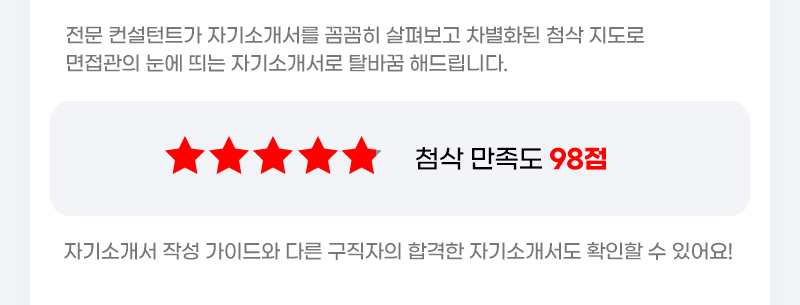 전문 컨설턴트가 자기소개서를 꼼꼼히 살펴보고 차별화된 첨삭 지도로
면접관의 눈에 띄는 자기소개서로 탈바꿈 해드립니다.
첨삭 만족도 98점
자기소개서 작성 가이드와 다른 구직자의 합격한 자기소개서도 확인할 수 있어요!